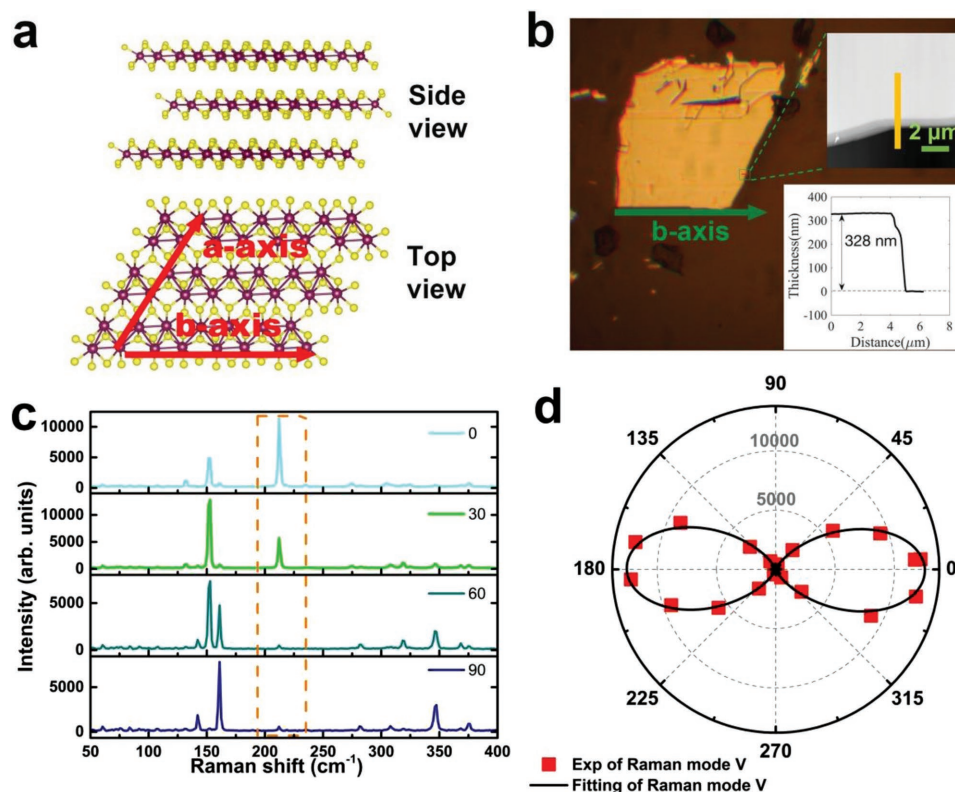 a
Side
view
a-axis
Top
view
b-axis
b
2 μm
b-axis
400
300
200
100
0
-100
328 nm
Thickness(nm)
0 2 4 6 8
Distance(μm)
c
10000
5000
0
0
10000
5000
0
30
5000
0
60
5000
0
90
Intensity (arb. units)
50 100 150 200 250 300 350 400
Raman shift (cm-1)
d
90
135
45
10000
5000
180
0
225
315
270
Exp of Raman mode V
Fitting of Raman mode V